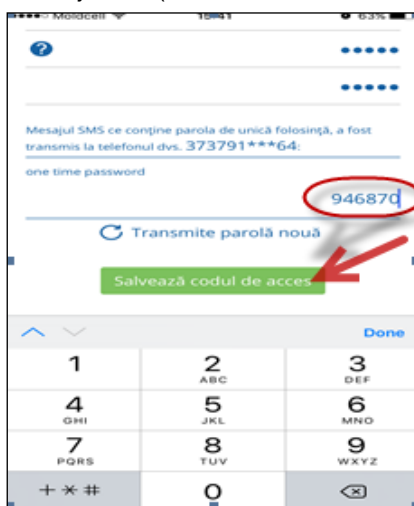 Moldcell 15:41 63%
?
Mesajul SMS ce conţine parola de unică folosinţă, a fost
transmis la telefonul dvs. 373791***64:
one time password
946870
Transmite parolă nouă
Salvează codul de acces
Done
1 2 3
ABC DEF
4 5 6
GHI JKL MNO
7 8 9
PQRS TUV WXYZ
+ * # 0